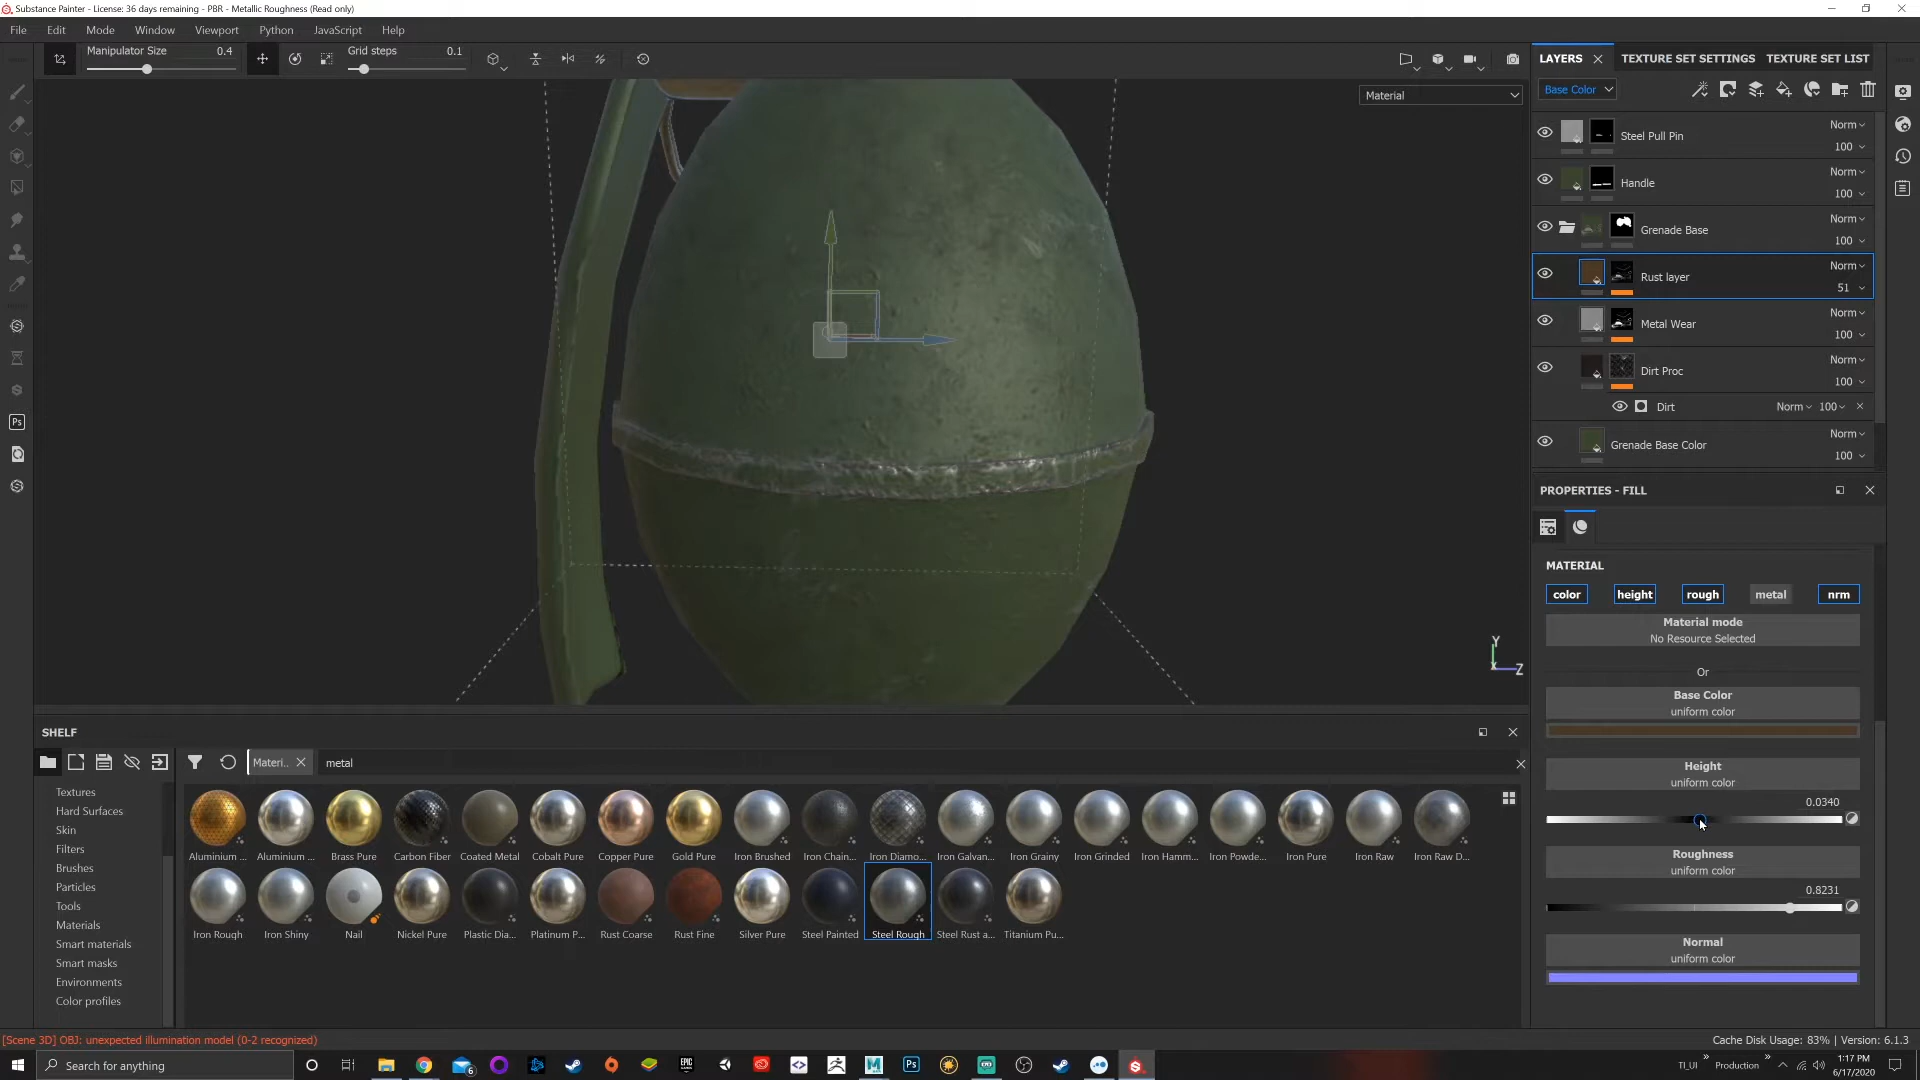 Substance Painter - License: 36 days remaining - PBR - Metallic Roughness (Read only)
File Edit Mode Window Viewport Python JavaScript Help
Manipulator Size 0.4
Grid steps 0.1
Material
LAYERS TEXTURE SET SETTINGS TEXTURE SET LIST
Base Color
Steel Pull Pin Norm 100
Handle Norm 100
Grenade Base Norm 100
Rust layer Norm 51
Metal Wear Norm 100
Dirt Proc Norm 100
Dirt Norm 100
Grenade Base Color Norm 100
PROPERTIES - FILL
MATERIAL
color height rough metal nrm
Material mode
No Resource Selected
Or
Base Color
uniform color
Height
uniform color
0.0340
Roughness
uniform color
0.8231
Normal
uniform color
Y
X Z
SHELF
Materi.. metal
Textures
Hard Surfaces
Skin
Filters
Brushes
Particles
Tools
Materials
Smart materials
Smart masks
Environments
Color profiles
Aluminium ... Aluminium ... Brass Pure Carbon Fiber Coated Metal Cobalt Pure Copper Pure Gold Pure Iron Brushed Iron Chain... Iron Diamo... Iron Galvan... Iron Grainy Iron Grinded Iron Hamm... Iron Powde... Iron Pure Iron Raw Iron Raw D...
Iron Rough Iron Shiny Nail Nickel Pure Plastic Dia... Platinum P... Rust Coarse Rust Fine Silver Pure Steel Painted Steel Rough Steel Rust a... Titanium Pu...
[Scene 3D] OBJ: unexpected illumination model (0-2 recognized)
Cache Disk Usage: 83% | Version: 6.1.3
Search for anything
6
EPIC
Ps
TI_UI
Production
1:17 PM
6/17/2020